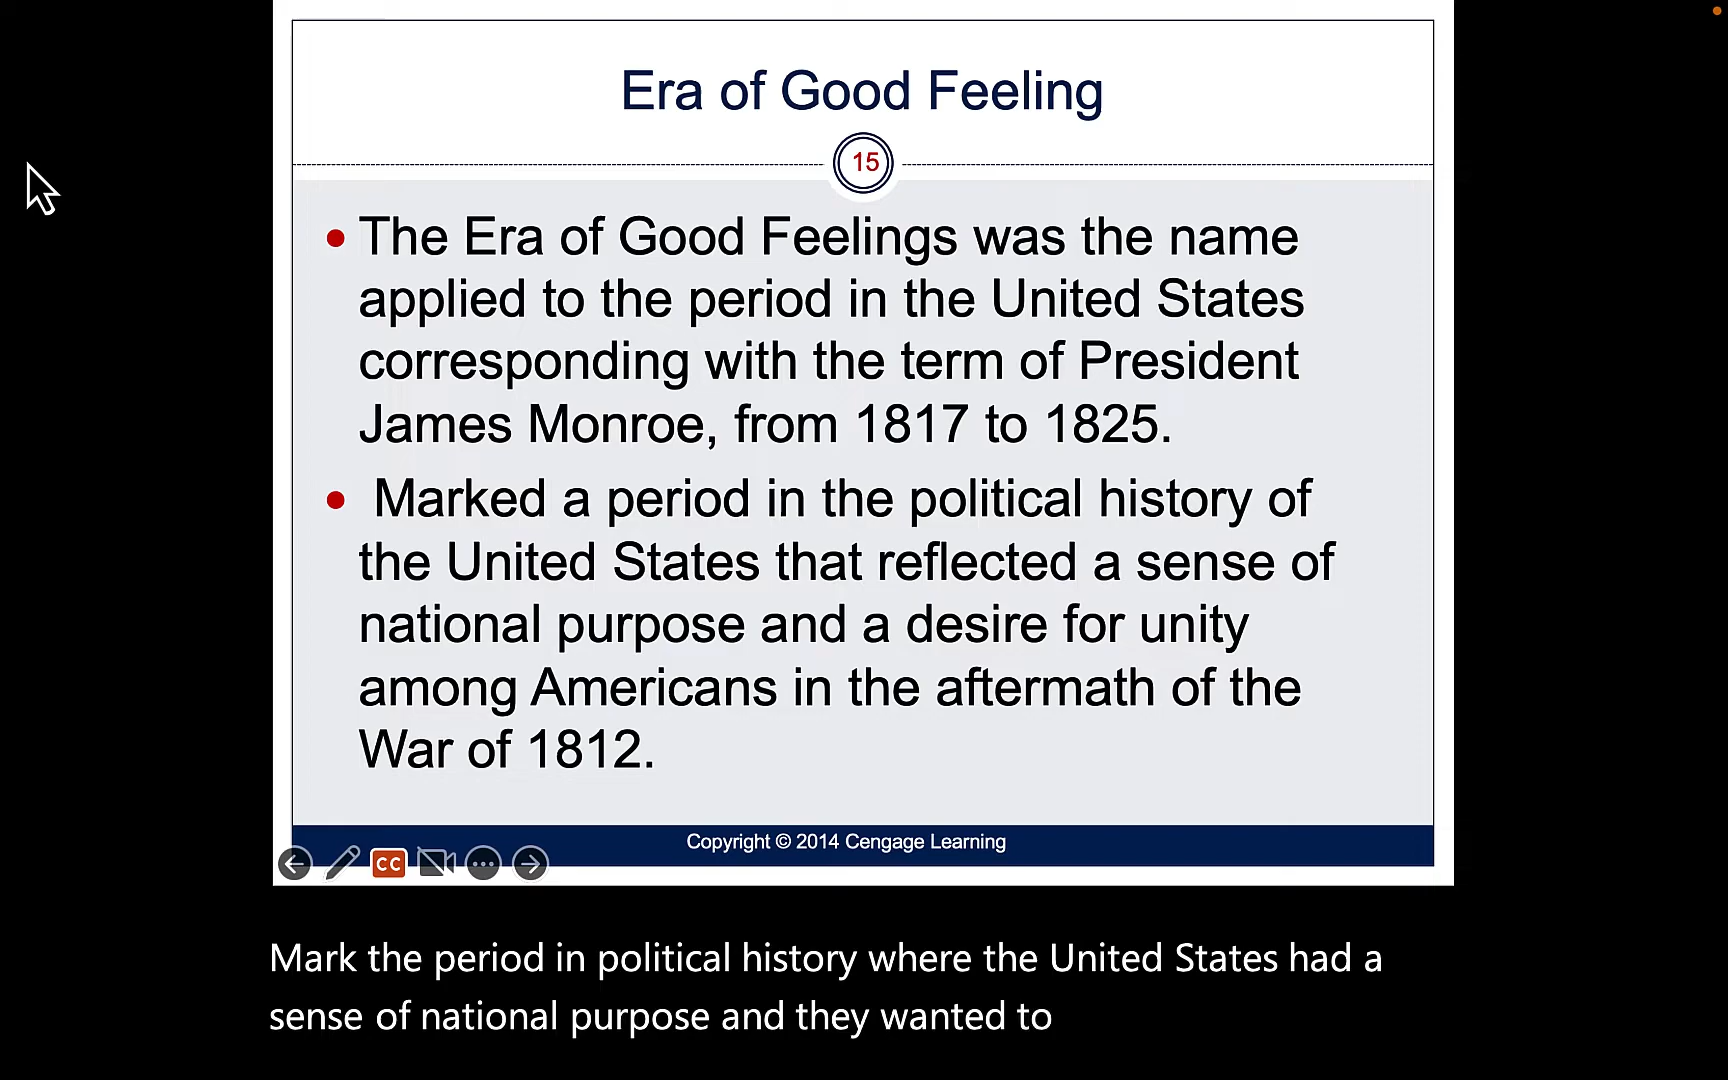 Era of Good Feeling
15
• The Era of Good Feelings was the name
applied to the period in the United States
corresponding with the term of President
James Monroe, from 1817 to 1825.
• Marked a period in the political history of
the United States that reflected a sense of
national purpose and a desire for unity
among Americans in the aftermath of the
War of 1812.
Copyright © 2014 Cengage Learning
CC
Mark the period in political history where the United States had a
sense of national purpose and they wanted to